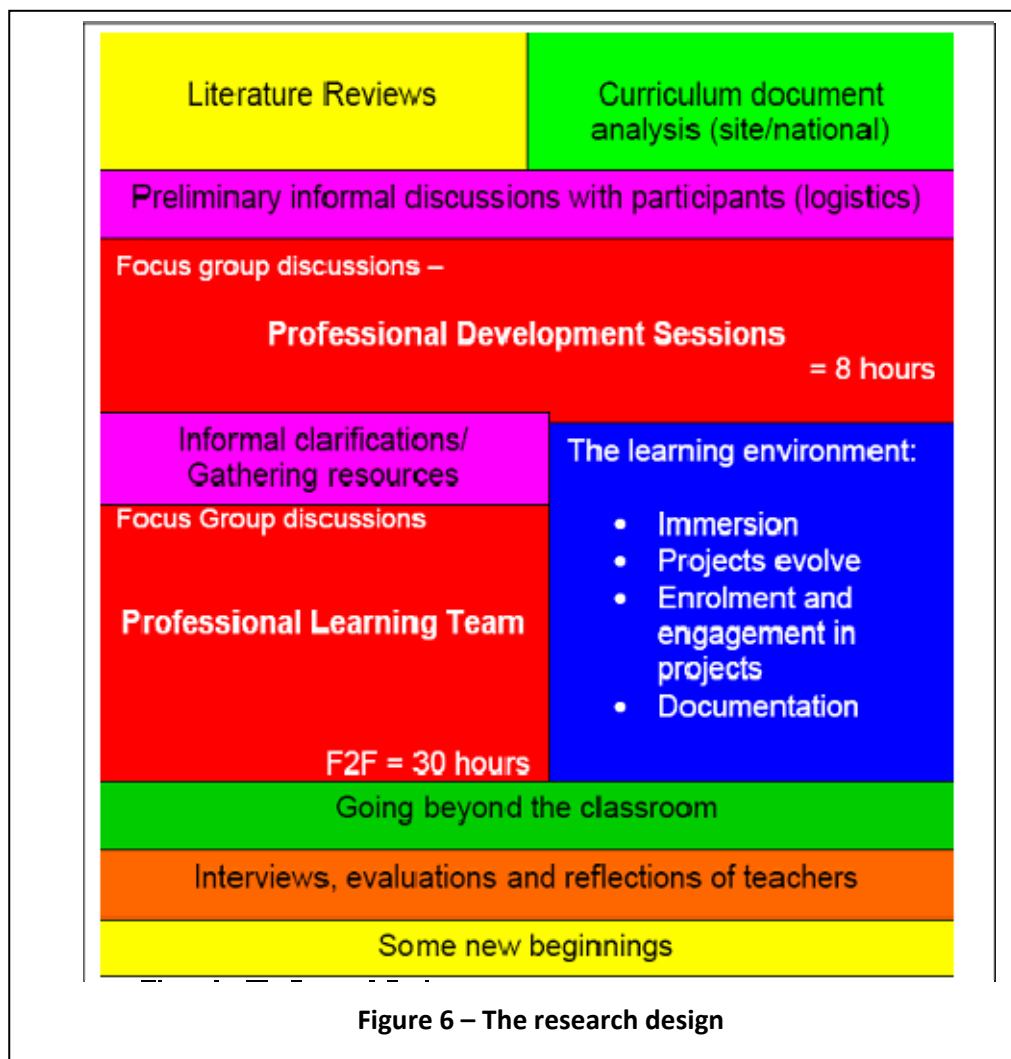 Literature Reviews
Curriculum document
analysis (site/national)
Preliminary informal discussions with participants (logistics)
Focus group discussions –
Professional Development Sessions
= 8 hours
Informal clarifications/
Gathering resources
Focus Group discussions
Professional Learning Team
F2F = 30 hours
The learning environment:
• Immersion
• Projects evolve
• Enrolment and
engagement in
projects
• Documentation
Going beyond the classroom
Interviews, evaluations and reflections of teachers
Some new beginnings
Figure 6 – The research design